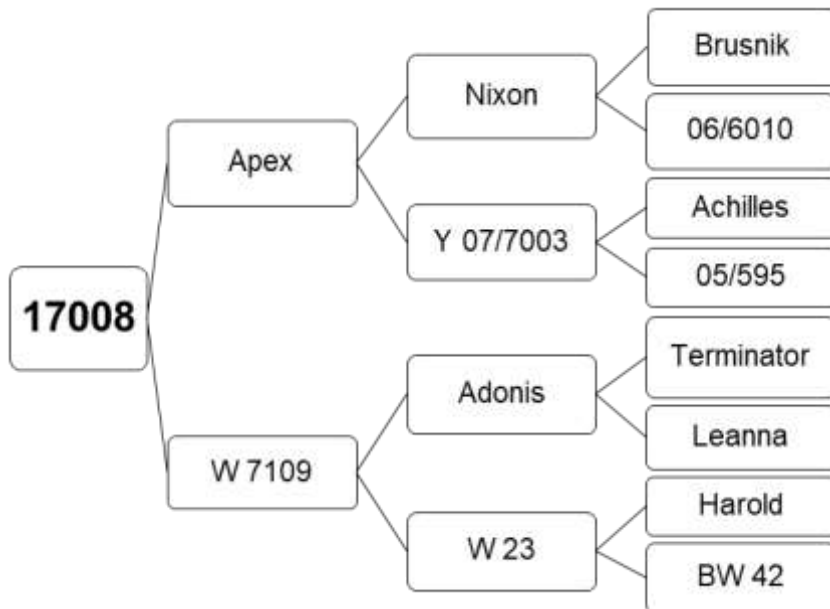 Brusnik
Nixon
06/6010
Apex
Achilles
Y 07/7003
05/595
17008
Terminator
Adonis
Leanna
W 7109
Harold
W 23
BW 42